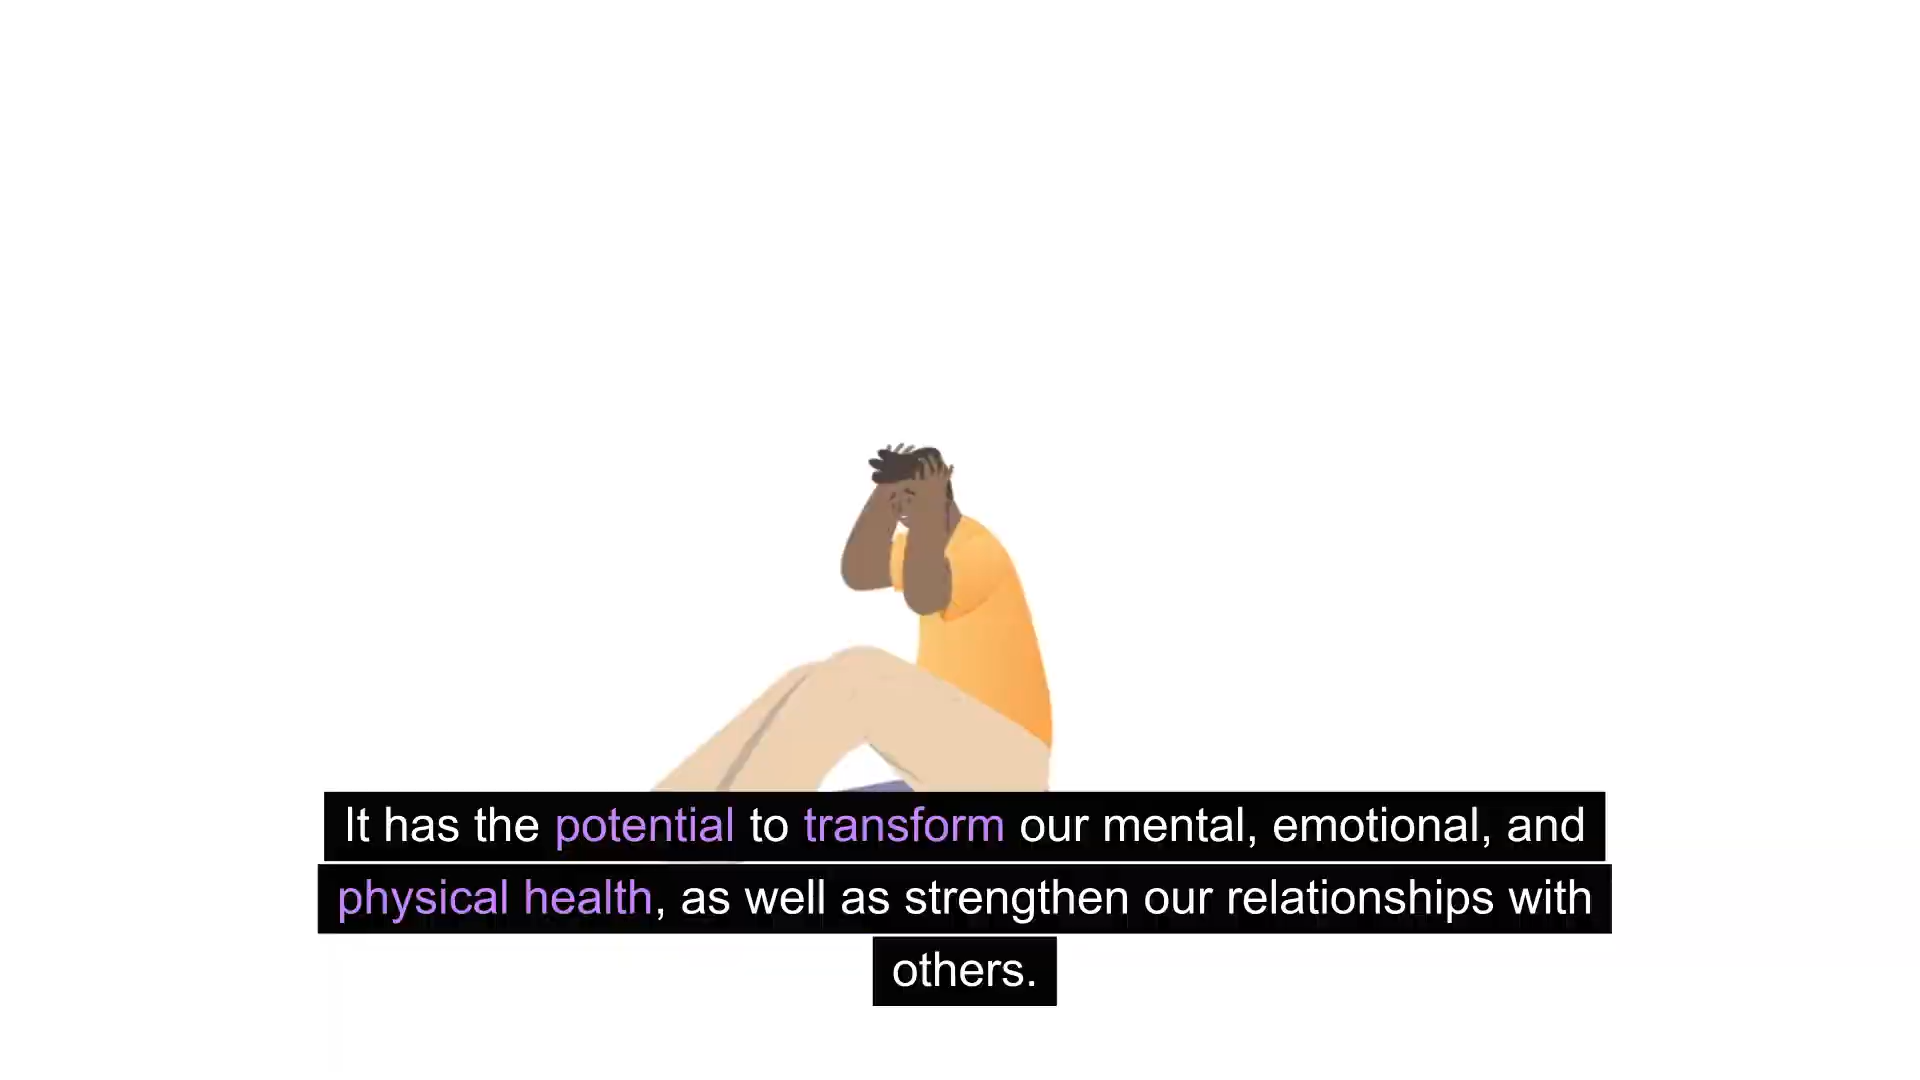 It has the potential to transform our mental, emotional, and
physical health, as well as strengthen our relationships with
others.